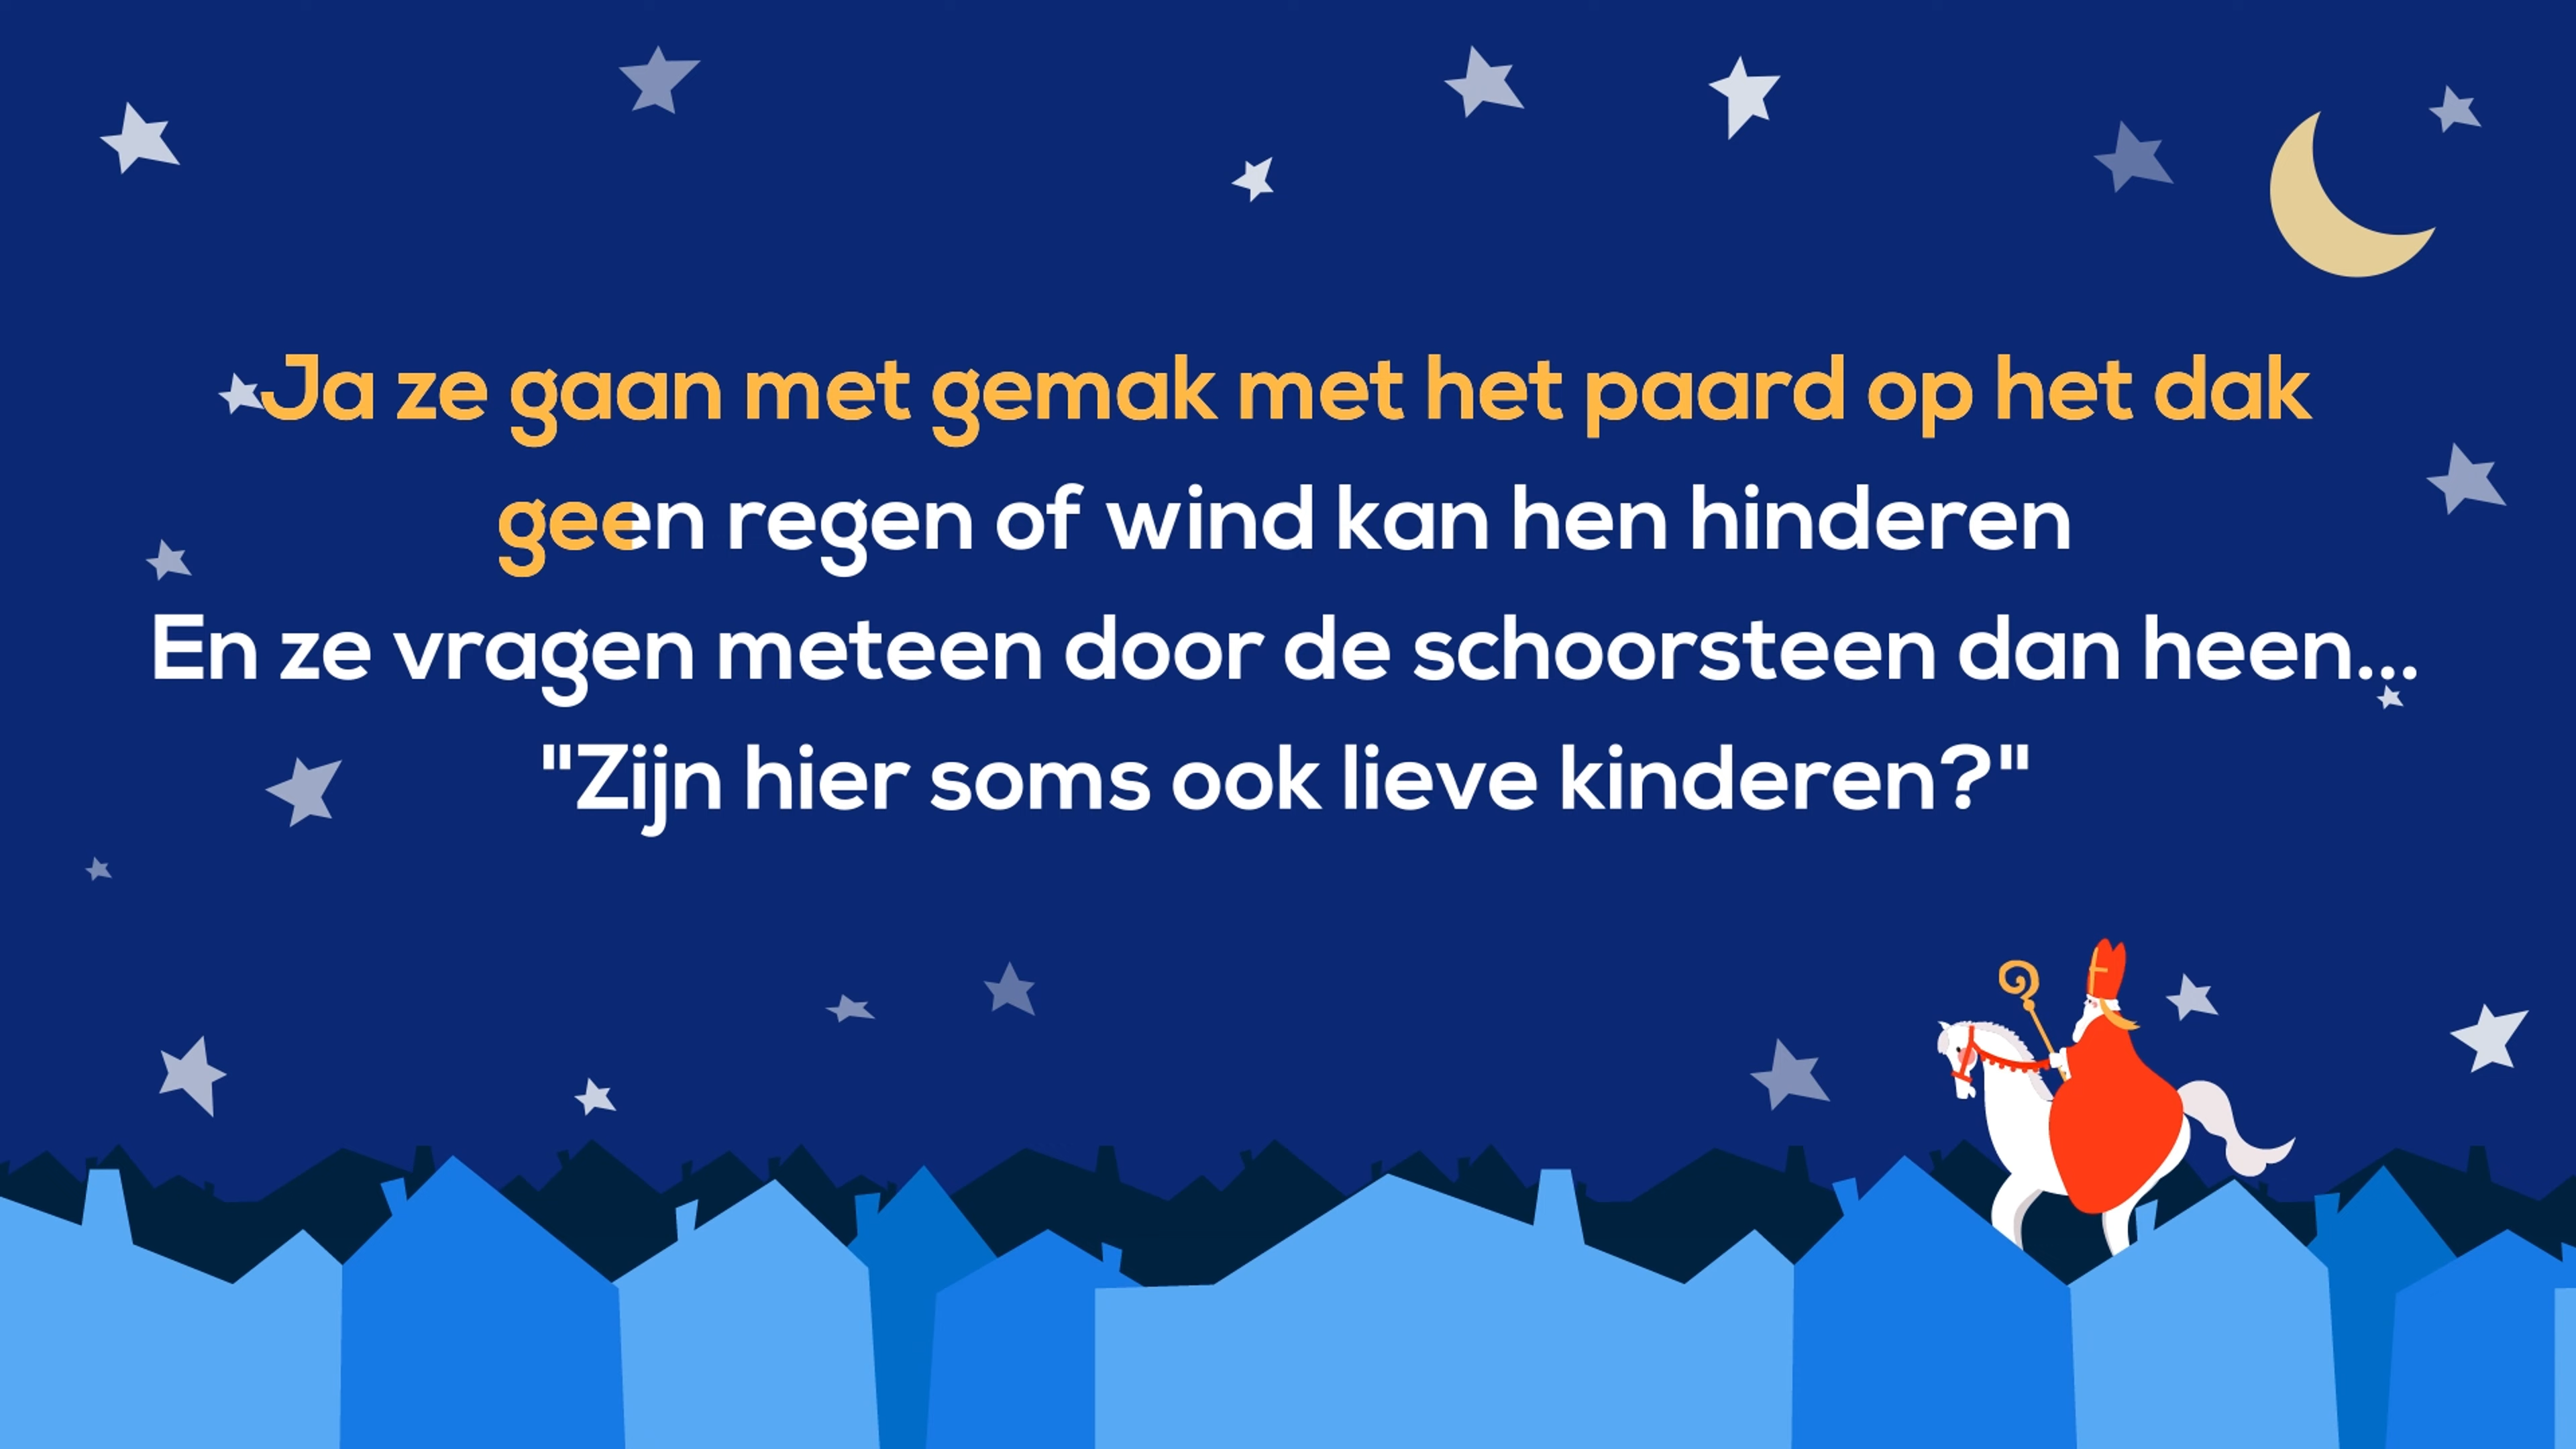 Ja ze gaan met gemak met het paard op het dak
geen regen of wind kan hen hinderen
En ze vragen meteen door de schoorsteen dan heen...
"Zijn hier soms ook lieve kinderen?"